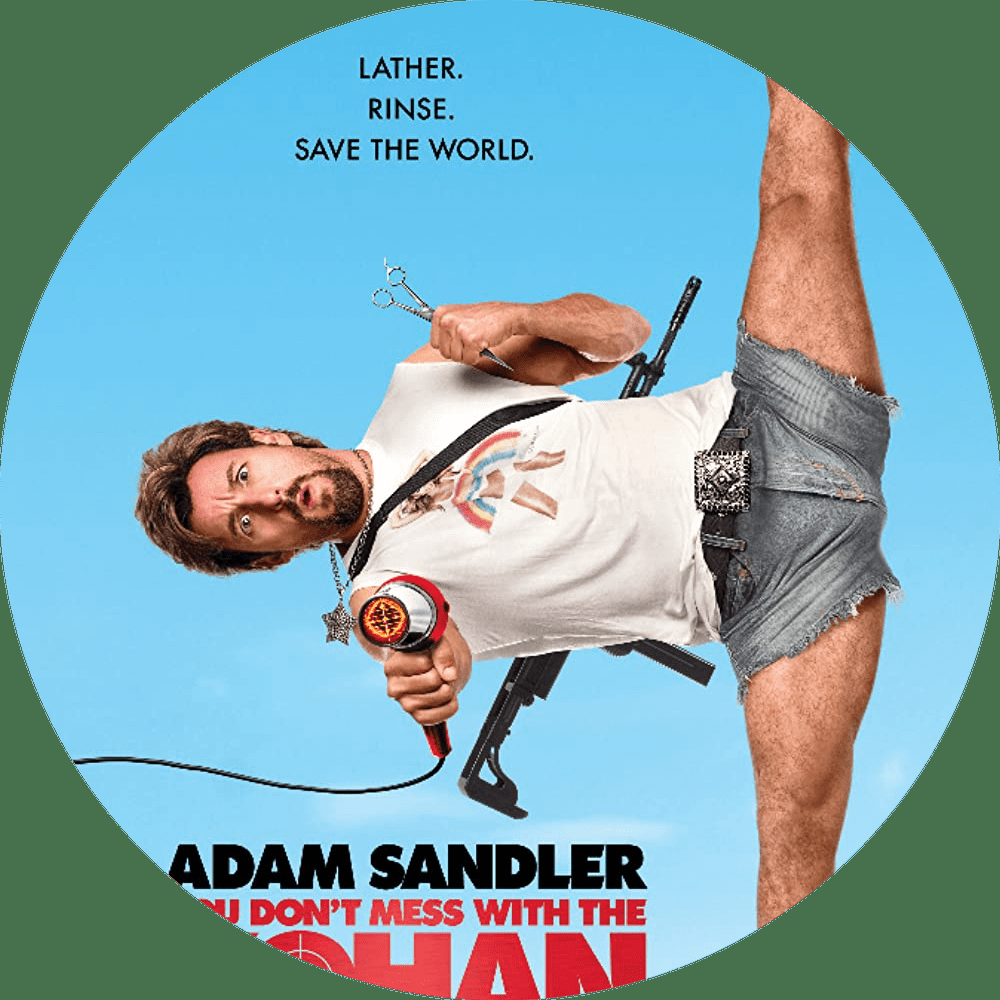 LATHER.
RINSE.
SAVE THE WORLD.
ADAM SANDLER
DON'T MESS WITH THE